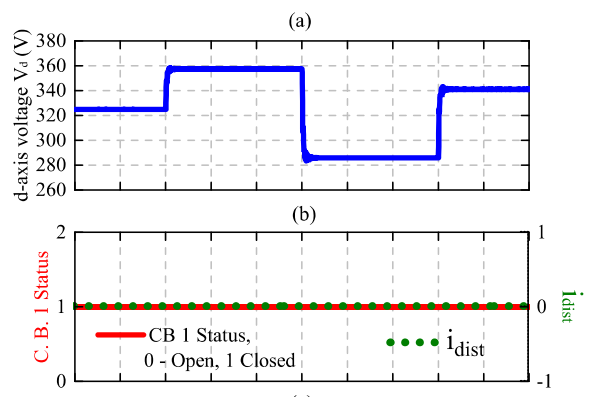 (a)
d-axis voltage V_d (V)
380
360
340
320
300
280
260
(b)
C. B. 1 Status
2
1
0
CB 1 Status,
0 - Open, 1 Closed
i_dist
1
0
-1
i_dist